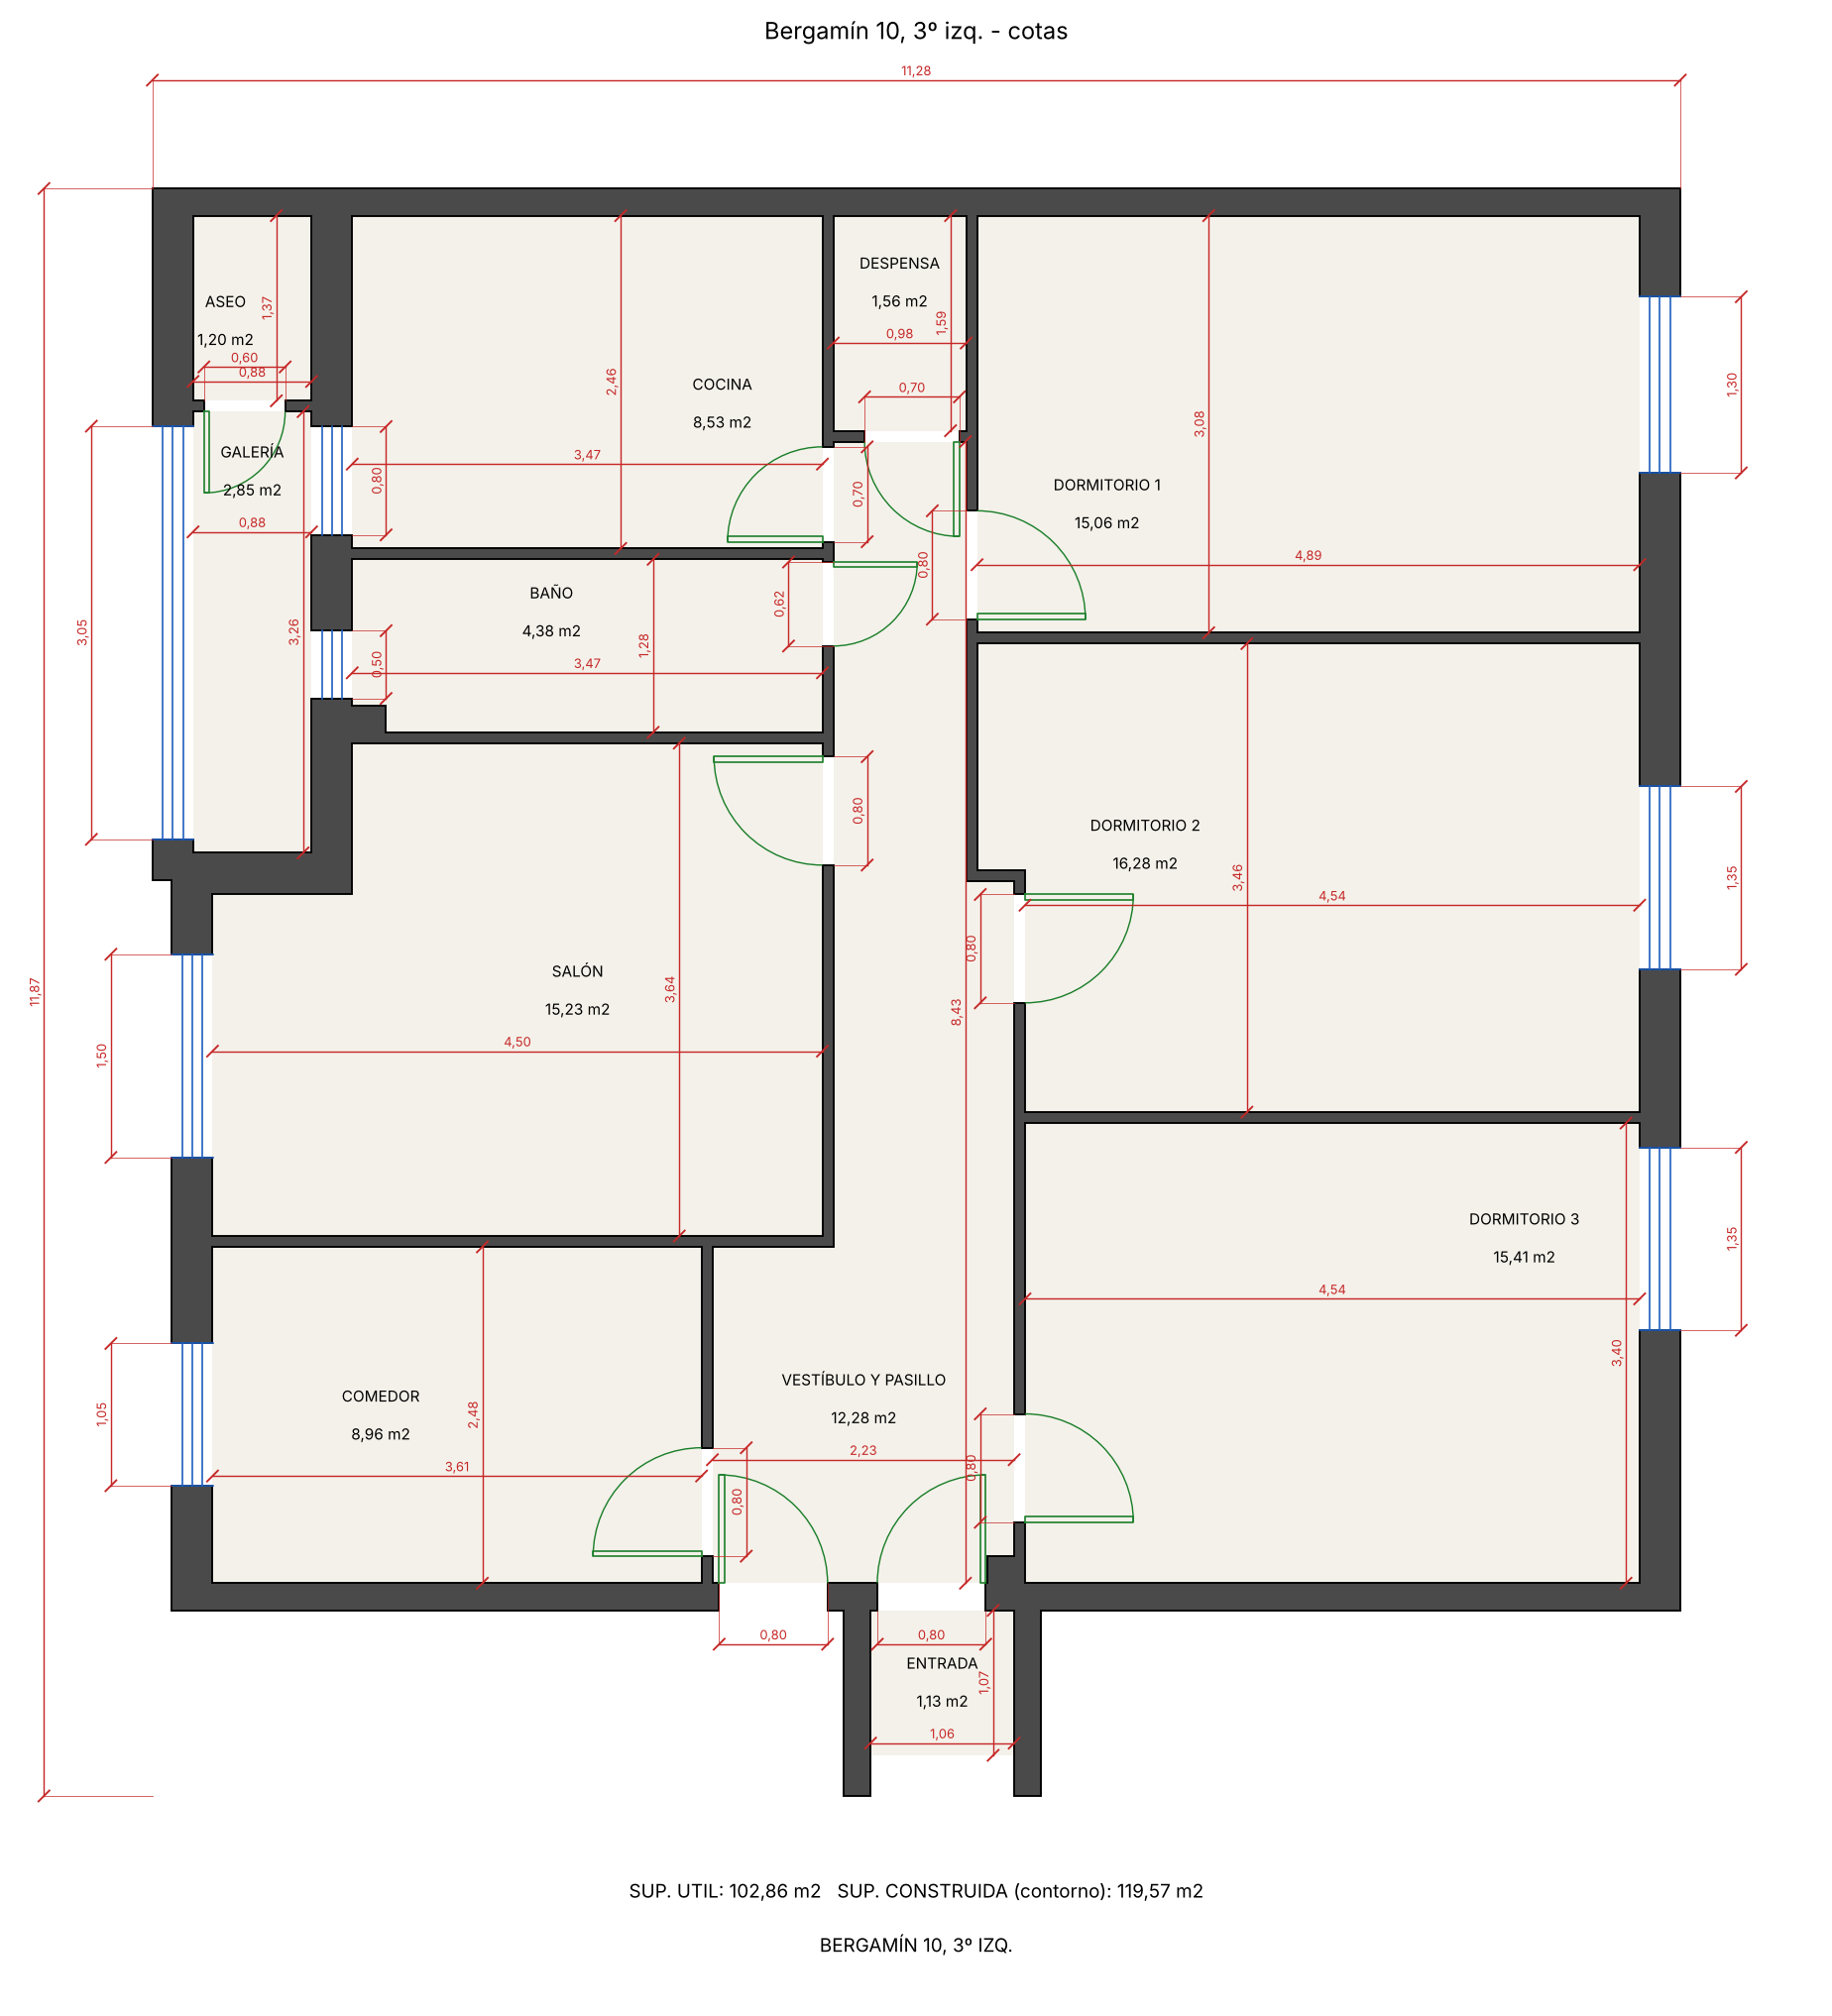 Bergamín 10, 3º izq. - cotas
11,28
DESPENSA
1,56 m2
ASEO
1,20 m2
1,37
0,60
0,88
1,59
0,98
0,70
2,46
COCINA
8,53 m2
3,47
3,08
1,30
GALERÍA
2,85 m2
0,88
0,80
0,70
DORMITORIO 1
15,06 m2
4,89
0,80
BAÑO
4,38 m2
0,62
1,28
3,47
0,50
3,05
3,26
0,80
DORMITORIO 2
16,28 m2
3,46
4,54
1,35
0,80
SALÓN
15,23 m2
3,64
4,50
11,87
1,50
8,43
DORMITORIO 3
15,41 m2
4,54
1,35
3,40
VESTÍBULO Y PASILLO
12,28 m2
2,23
COMEDOR
8,96 m2
2,48
3,61
1,05
0,80
0,80
0,80
0,80
ENTRADA
1,13 m2
1,07
1,06
SUP. UTIL: 102,86 m2 SUP. CONSTRUIDA (contorno): 119,57 m2
BERGAMÍN 10, 3º IZQ.